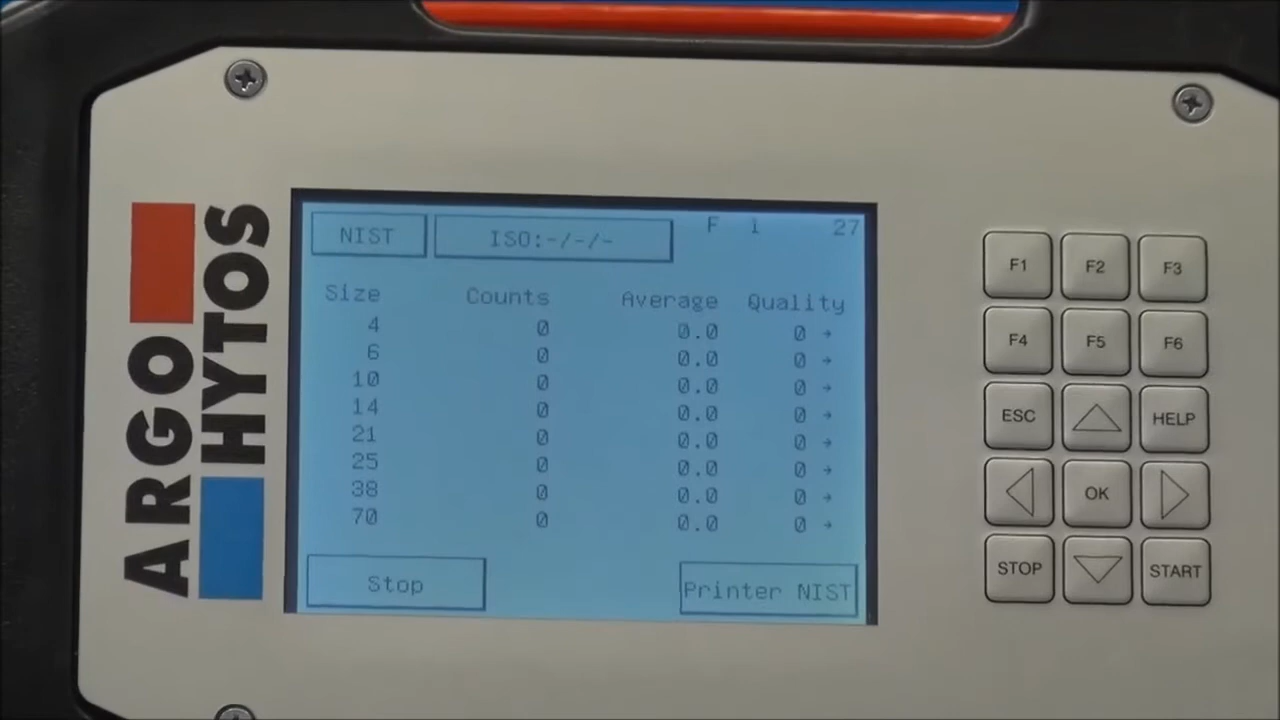 ARGO
HYTOS
NIST ISO:-/-/- F 1 27
Size Counts Average Quality
4 0 0.0 0 →
6 0 0.0 0 →
10 0 0.0 0 →
14 0 0.0 0 →
21 0 0.0 0 →
25 0 0.0 0 →
38 0 0.0 0 →
70 0 0.0 0 →
Stop Printer NIST
F1 F2 F3
F4 F5 F6
ESC HELP
OK
STOP START